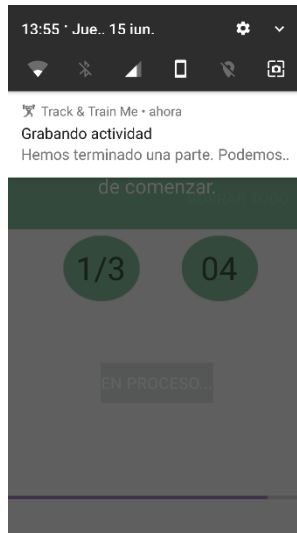 13:55 · Jue.. 15 jun.
Track & Train Me • ahora
Grabando actividad
Hemos terminado una parte. Podemos..
de comenzar.
1/3
04
EN PROCESO...